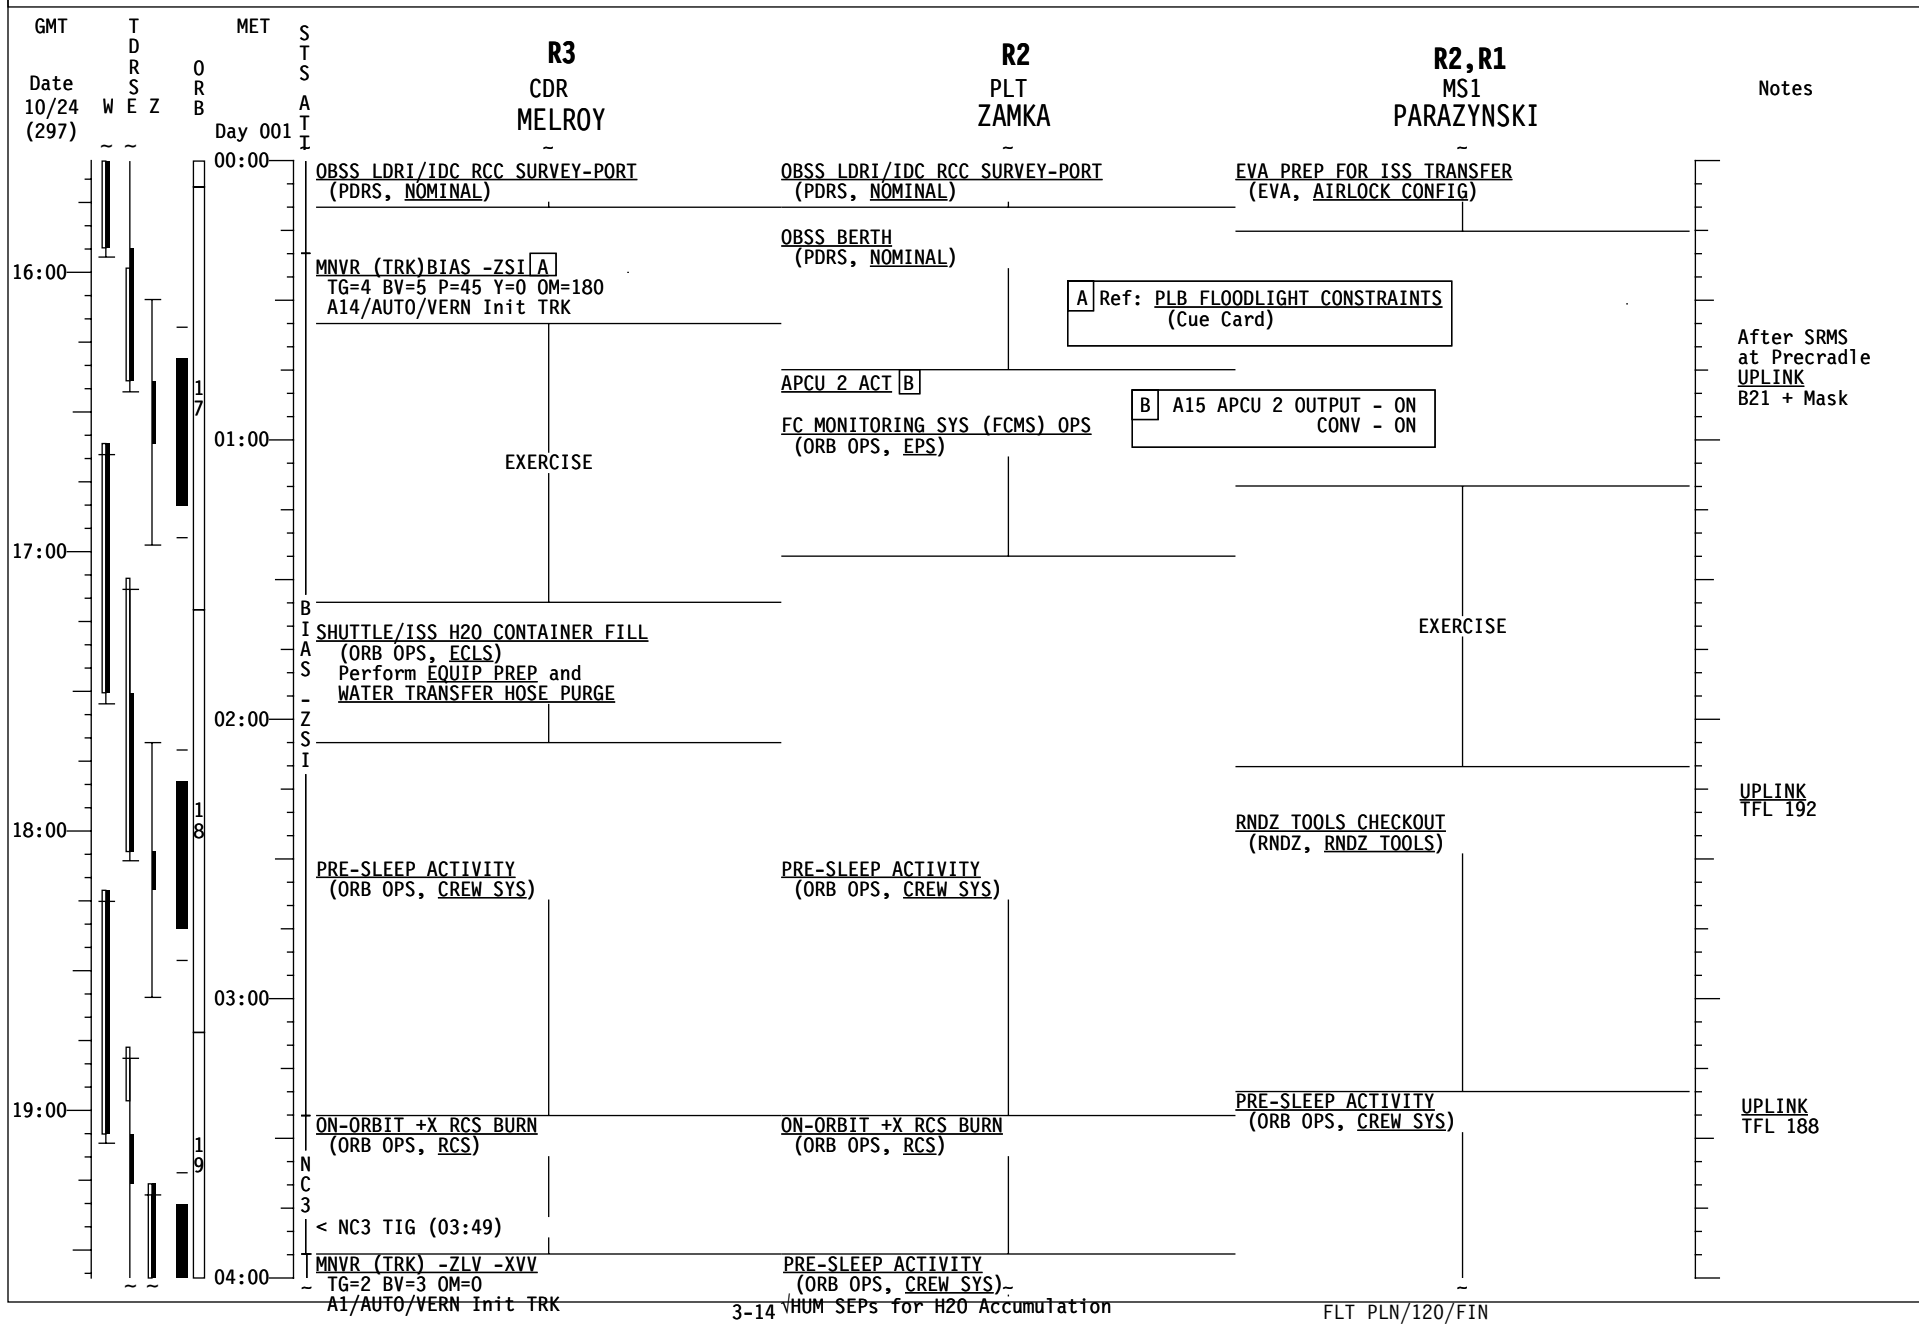 GMT
TDRS
MET
STS ATT
ORB
Date
10/24
(297)
W E Z
Day 001
R3
CDR
MELROY
R2
PLT
ZAMKA
R2,R1
MS1
PARAZYNSKI
Notes
~ ~ ~ ~ ~
00:00
OBSS LDRI/IDC RCC SURVEY-PORT
(PDRS, NOMINAL)
OBSS LDRI/IDC RCC SURVEY-PORT
(PDRS, NOMINAL)
EVA PREP FOR ISS TRANSFER
(EVA, AIRLOCK CONFIG)
OBSS BERTH
(PDRS, NOMINAL)
16:00
MNVR (TRK)BIAS -ZSI A
TG=4 BV=5 P=45 Y=0 OM=180
A14/AUTO/VERN Init TRK
A Ref: PLB FLOODLIGHT CONSTRAINTS
(Cue Card)
After SRMS
at Precradle
UPLINK
B21 + Mask
17
APCU 2 ACT B
B A15 APCU 2 OUTPUT - ON
CONV - ON
01:00
FC MONITORING SYS (FCMS) OPS
(ORB OPS, EPS)
EXERCISE
17:00
BIAS -ZSI
EXERCISE
SHUTTLE/ISS H2O CONTAINER FILL
(ORB OPS, ECLS)
Perform EQUIP PREP and
WATER TRANSFER HOSE PURGE
02:00
UPLINK
TFL 192
18
18:00
RNDZ TOOLS CHECKOUT
(RNDZ, RNDZ TOOLS)
PRE-SLEEP ACTIVITY
(ORB OPS, CREW SYS)
PRE-SLEEP ACTIVITY
(ORB OPS, CREW SYS)
03:00
19:00
PRE-SLEEP ACTIVITY
(ORB OPS, CREW SYS)
UPLINK
TFL 188
ON-ORBIT +X RCS BURN
(ORB OPS, RCS)
ON-ORBIT +X RCS BURN
(ORB OPS, RCS)
19
NC3
< NC3 TIG (03:49)
04:00
MNVR (TRK) -ZLV -XVV
TG=2 BV=3 OM=0
A1/AUTO/VERN Init TRK
PRE-SLEEP ACTIVITY
(ORB OPS, CREW SYS)
√HUM SEPs for H2O Accumulation
~ ~ ~ ~ ~
3-14
FLT PLN/120/FIN